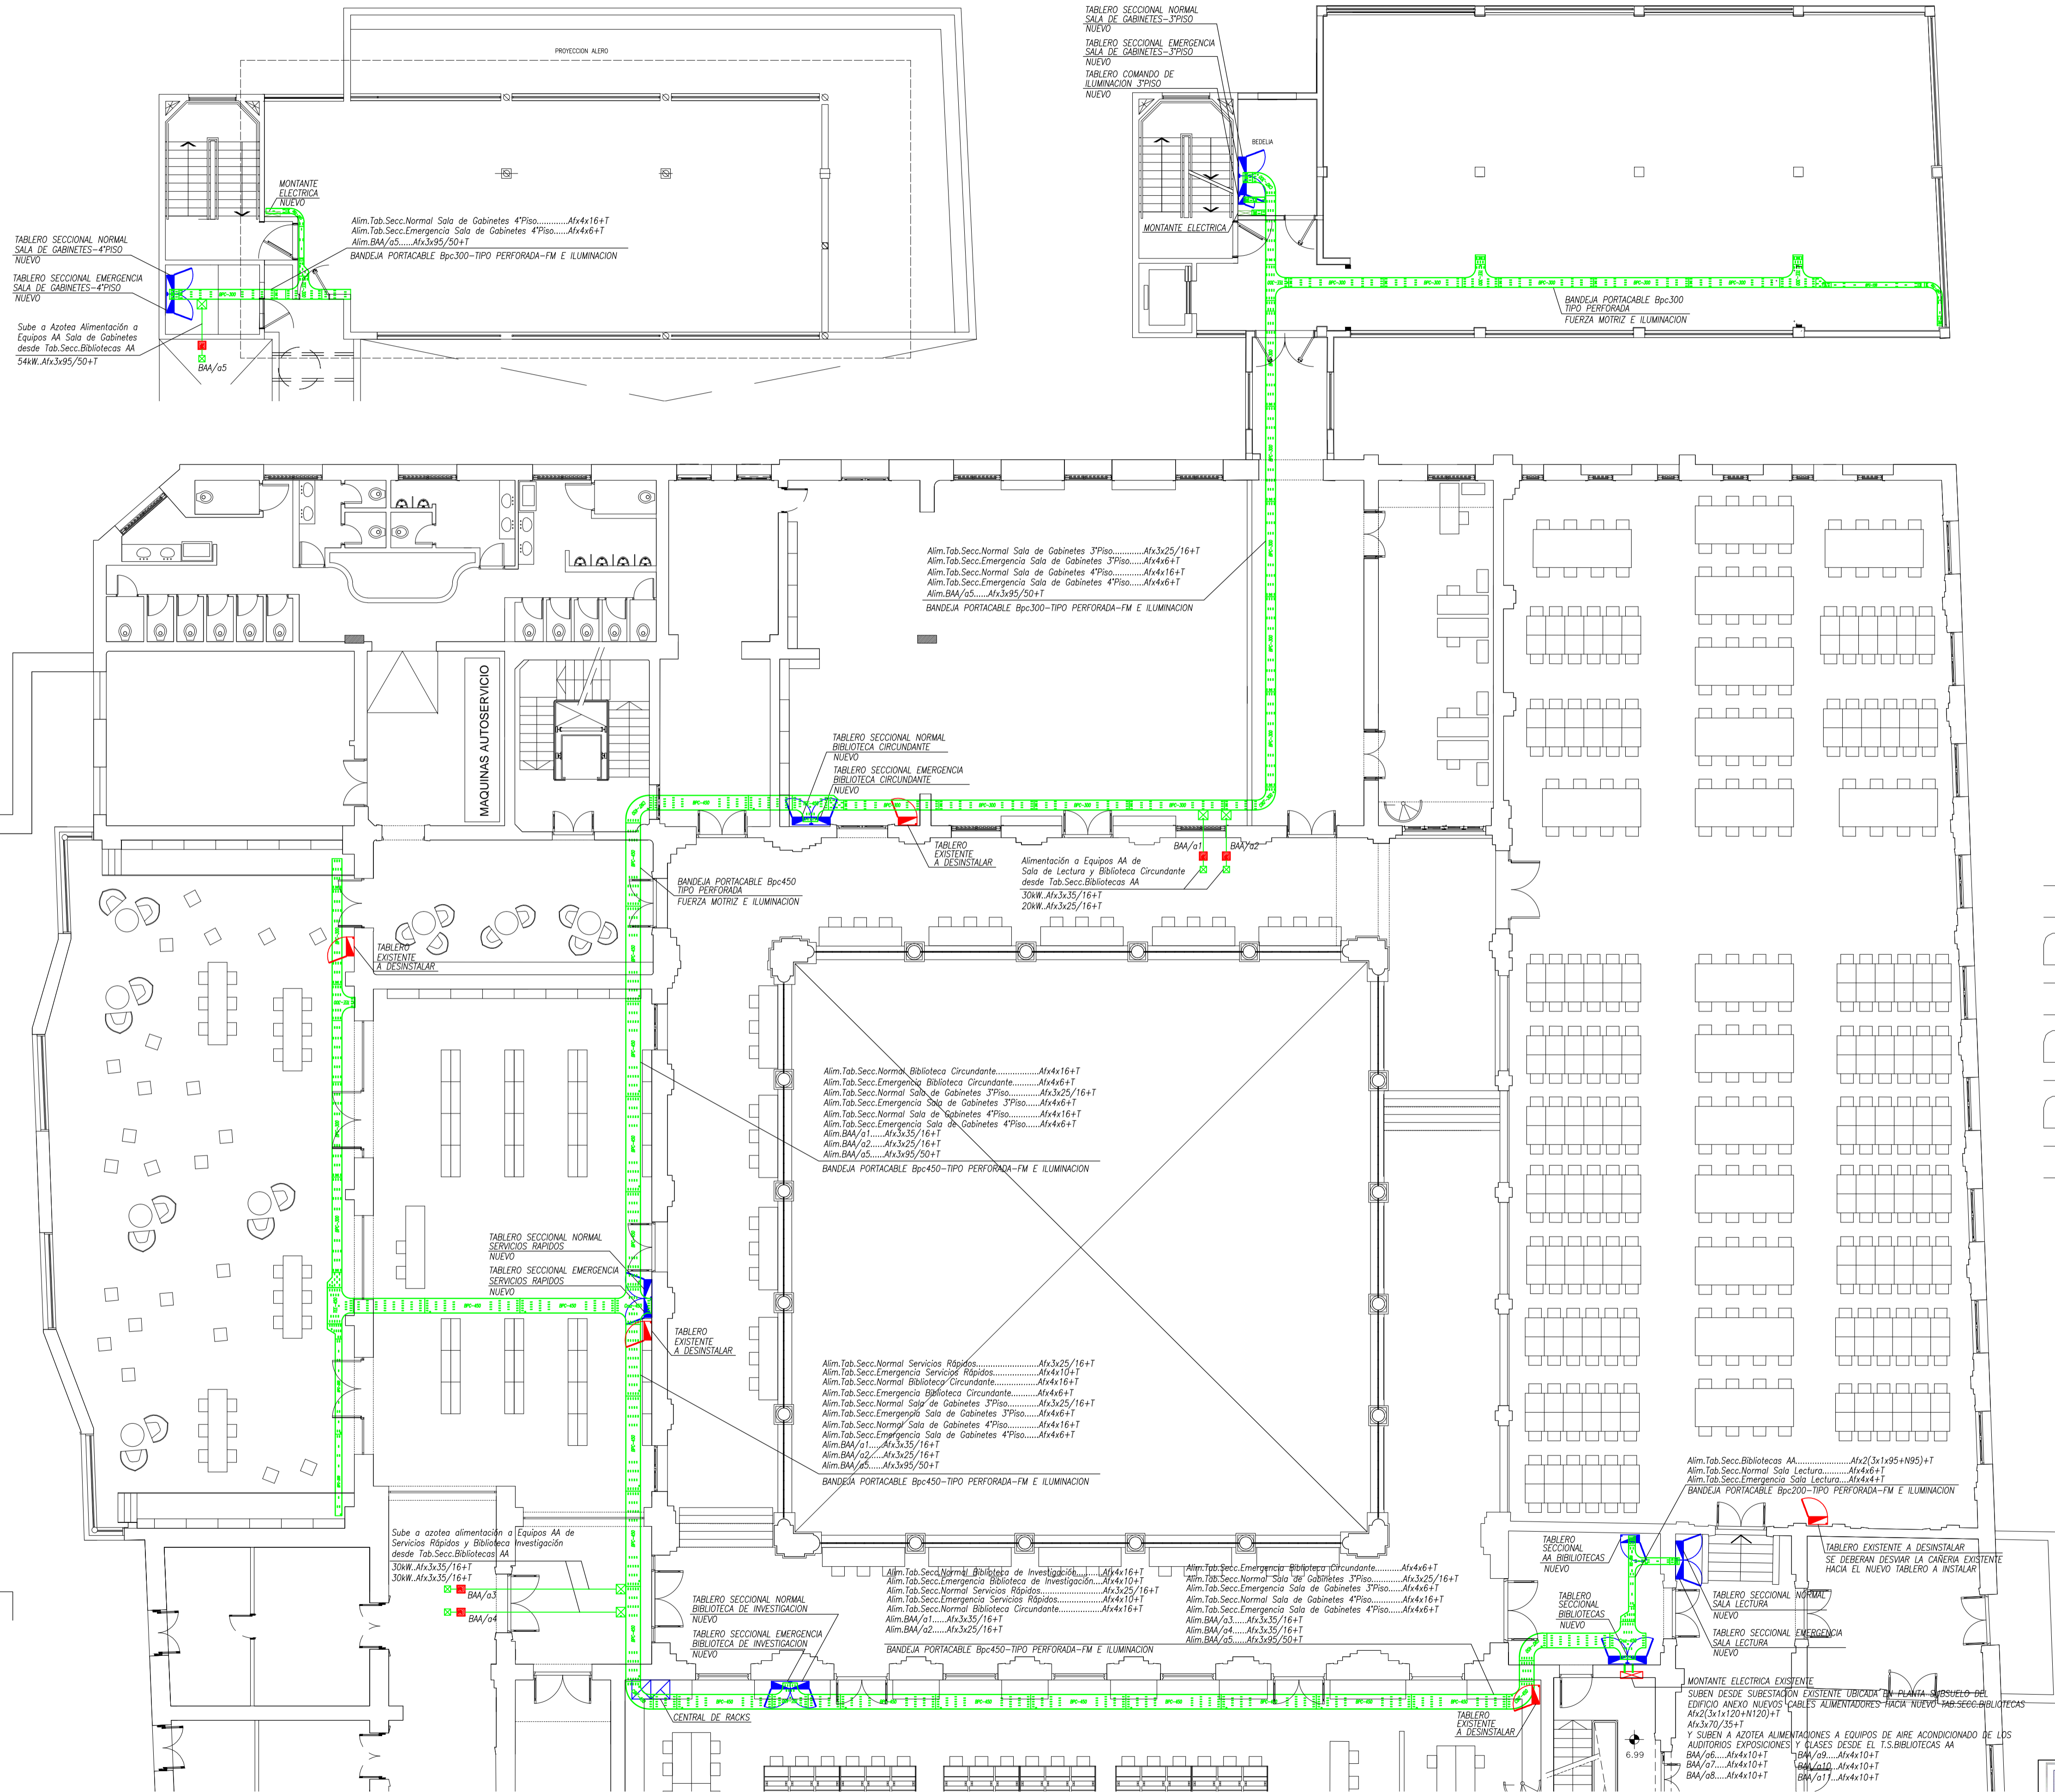 PROYECCION ALERO
MONTANTE
ELECTRICA
NUEVO
Alim.Tab.Secc.Normal Sala de Gabinetes 4°Piso.............Afx4x16+T
Alim.Tab.Secc.Emergencia Sala de Gabinetes 4°Piso......Afx4x6+T
Alim.BAA/a5......Afx3x95/50+T
BANDEJA PORTACABLE Bpc300-TIPO PERFORADA-FM E ILUMINACION
TABLERO SECCIONAL NORMAL
SALA DE GABINETES-4°PISO
NUEVO
TABLERO SECCIONAL EMERGENCIA
SALA DE GABINETES-4°PISO
NUEVO
Sube a Azotea Alimentación a
Equipos AA Sala de Gabinetes
desde Tab.Secc.Bibliotecas AA
54kW..Afx3x95/50+T
BPC-300
BAA/a5
TABLERO SECCIONAL NORMAL
SALA DE GABINETES-3°PISO
NUEVO
TABLERO SECCIONAL EMERGENCIA
SALA DE GABINETES-3°PISO
NUEVO
TABLERO COMANDO DE
ILUMINACION 3°PISO
NUEVO
BEDELIA
MONTANTE ELECTRICA
BANDEJA PORTACABLE Bpc300
TIPO PERFORADA
FUERZA MOTRIZ E ILUMINACION
Alim.Tab.Secc.Normal Sala de Gabinetes 3°Piso.............Afx3x25/16+T
Alim.Tab.Secc.Emergencia Sala de Gabinetes 3°Piso......Afx4x6+T
Alim.Tab.Secc.Normal Sala de Gabinetes 4°Piso.............Afx4x16+T
Alim.Tab.Secc.Emergencia Sala de Gabinetes 4°Piso......Afx4x6+T
Alim.BAA/a5......Afx3x95/50+T
BANDEJA PORTACABLE Bpc300-TIPO PERFORADA-FM E ILUMINACION
MAQUINAS AUTOSERVICIO
TABLERO SECCIONAL NORMAL
BIBLIOTECA CIRCUNDANTE
NUEVO
TABLERO SECCIONAL EMERGENCIA
BIBLIOTECA CIRCUNDANTE
NUEVO
TABLERO
EXISTENTE
A DESINSTALAR
BAA/a1
BAA/a2
Alimentación a Equipos AA de
Sala de Lectura y Biblioteca Circundante
desde Tab.Secc.Bibliotecas AA
30kW..Afx3x35/16+T
20kW..Afx3x25/16+T
BANDEJA PORTACABLE Bpc450
TIPO PERFORADA
FUERZA MOTRIZ E ILUMINACION
TABLERO
EXISTENTE
A DESINSTALAR
Alim.Tab.Secc.Normal Biblioteca Circundante..................Afx4x16+T
Alim.Tab.Secc.Emergencia Biblioteca Circundante...........Afx4x6+T
Alim.Tab.Secc.Normal Sala de Gabinetes 3°Piso.............Afx3x25/16+T
Alim.Tab.Secc.Emergencia Sala de Gabinetes 3°Piso......Afx4x6+T
Alim.Tab.Secc.Normal Sala de Gabinetes 4°Piso.............Afx4x16+T
Alim.Tab.Secc.Emergencia Sala de Gabinetes 4°Piso......Afx4x6+T
Alim.BAA/a1......Afx3x35/16+T
Alim.BAA/a2......Afx3x25/16+T
Alim.BAA/a5......Afx3x95/50+T
BANDEJA PORTACABLE Bpc450-TIPO PERFORADA-FM E ILUMINACION
TABLERO SECCIONAL NORMAL
SERVICIOS RAPIDOS
NUEVO
TABLERO SECCIONAL EMERGENCIA
SERVICIOS RAPIDOS
NUEVO
TABLERO
EXISTENTE
A DESINSTALAR
Alim.Tab.Secc.Normal Servicios Rápidos..........................Afx3x25/16+T
Alim.Tab.Secc.Emergencia Servicios Rápidos..................Afx4x10+T
Alim.Tab.Secc.Normal Biblioteca Circundante..................Afx4x16+T
Alim.Tab.Secc.Emergencia Biblioteca Circundante...........Afx4x6+T
Alim.Tab.Secc.Normal Sala de Gabinetes 3°Piso.............Afx3x25/16+T
Alim.Tab.Secc.Emergencia Sala de Gabinetes 3°Piso......Afx4x6+T
Alim.Tab.Secc.Normal Sala de Gabinetes 4°Piso.............Afx4x16+T
Alim.Tab.Secc.Emergencia Sala de Gabinetes 4°Piso......Afx4x6+T
Alim.BAA/a1......Afx3x35/16+T
Alim.BAA/a2......Afx3x25/16+T
Alim.BAA/a5......Afx3x95/50+T
BANDEJA PORTACABLE Bpc450-TIPO PERFORADA-FM E ILUMINACION
Alim.Tab.Secc.Bibliotecas AA.......................Afx2(3x1x95+N95)+T
Alim.Tab.Secc.Normal Sala Lectura...........Afx4x6+T
Alim.Tab.Secc.Emergencia Sala Lectura....Afx4x4+T
BANDEJA PORTACABLE Bpc200-TIPO PERFORADA-FM E ILUMINACION
Sube a azotea alimentación a Equipos AA de
Servicios Rápidos y Biblioteca Investigación
desde Tab.Secc.Bibliotecas AA
30kW..Afx3x35/16+T
30kW..Afx3x35/16+T
BAA/a3
BAA/a4
TABLERO SECCIONAL NORMAL
BIBLIOTECA DE INVESTIGACION
NUEVO
TABLERO SECCIONAL EMERGENCIA
BIBLIOTECA DE INVESTIGACION
NUEVO
Alim.Tab.Secc.Normal Biblioteca de Investigación..........Afx4x16+T
Alim.Tab.Secc.Emergencia Biblioteca de Investigación....Afx4x10+T
Alim.Tab.Secc.Normal Servicios Rápidos..........................Afx3x25/16+T
Alim.Tab.Secc.Emergencia Servicios Rápidos..................Afx4x10+T
Alim.Tab.Secc.Normal Biblioteca Circundante..................Afx4x16+T
Alim.BAA/a1......Afx3x35/16+T
Alim.BAA/a2......Afx3x25/16+T
BANDEJA PORTACABLE Bpc450-TIPO PERFORADA-FM E ILUMINACION
Alim.Tab.Secc.Emergencia Biblioteca Circundante...........Afx4x6+T
Alim.Tab.Secc.Normal Sala de Gabinetes 3°Piso.............Afx3x25/16+T
Alim.Tab.Secc.Emergencia Sala de Gabinetes 3°Piso......Afx4x6+T
Alim.Tab.Secc.Normal Sala de Gabinetes 4°Piso.............Afx4x16+T
Alim.Tab.Secc.Emergencia Sala de Gabinetes 4°Piso......Afx4x6+T
Alim.BAA/a3......Afx3x35/16+T
Alim.BAA/a4......Afx3x35/16+T
Alim.BAA/a5......Afx3x95/50+T
CENTRAL DE RACKS
TABLERO
EXISTENTE
A DESINSTALAR
TABLERO
SECCIONAL
AA BIBILIOTECAS
NUEVO
TABLERO
SECCIONAL
BIBLIOTECAS
NUEVO
TABLERO EXISTENTE A DESINSTALAR
SE DEBERAN DESVIAR LA CAÑERIA EXISTENTE
HACIA EL NUEVO TABLERO A INSTALAR
TABLERO SECCIONAL NORMAL
SALA LECTURA
NUEVO
TABLERO SECCIONAL EMERGENCIA
SALA LECTURA
NUEVO
MONTANTE ELECTRICA EXISTENTE
SUBEN DESDE SUBESTACIÓN EXISTENTE UBICADA EN PLANTA SUBSUELO DEL
EDIFICIO ANEXO NUEVOS CABLES ALIMENTADORES HACIA NUEVO TAB.SECC.BIBLIOTECAS
Afx2(3x1x120+N120)+T
Afx3x70/35+T
Y SUBEN A AZOTEA ALIMENTACIONES A EQUIPOS DE AIRE ACONDICIONADO DE LOS
AUDITORIOS EXPOSICIONES Y CLASES DESDE EL T.S.BIBLIOTECAS AA
BAA/a6.....Afx4x10+T
BAA/a7.....Afx4x10+T
BAA/a8.....Afx4x10+T
BAA/a9.....Afx4x10+T
BAA/a10...Afx4x10+T
BAA/a11...Afx4x10+T
6.99